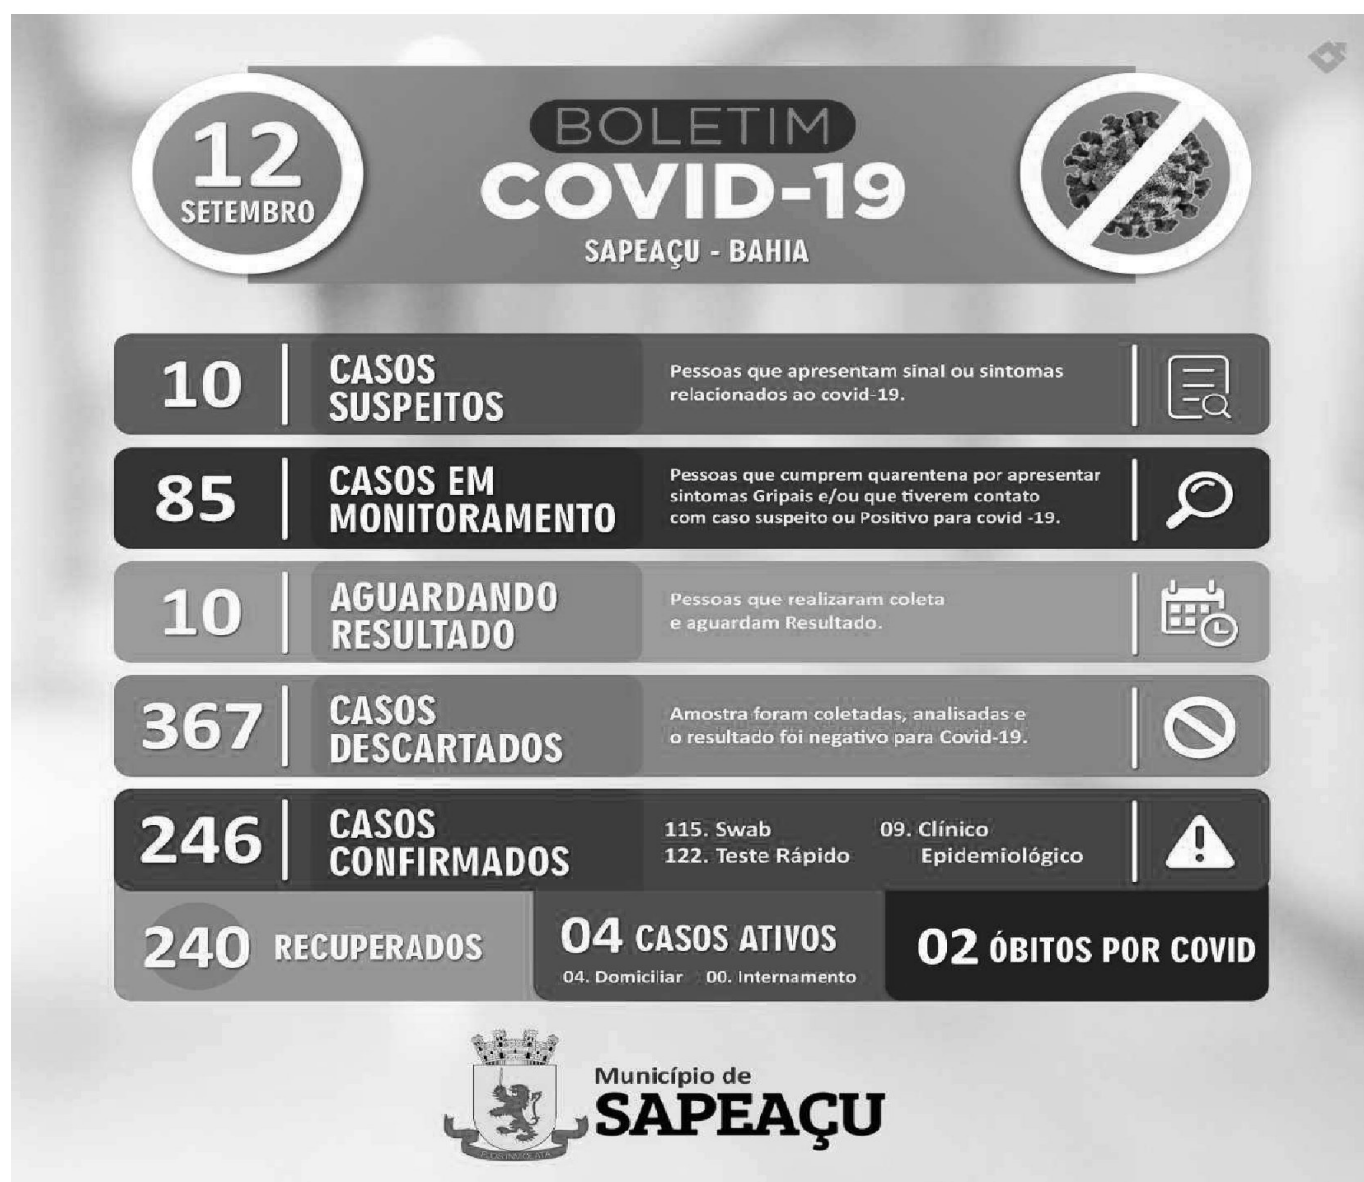 12
SETEMBRO
BOLETIM
COVID-19
SAPEAÇU - BAHIA
10
CASOS
SUSPEITOS
Pessoas que apresentam sinal ou sintomas
relacionados ao covid-19.
85
CASOS EM
MONITORAMENTO
Pessoas que cumprem quarentena por apresentar
sintomas Gripais e/ou que tiverem contato
com caso suspeito ou Positivo para covid -19.
10
AGUARDANDO
RESULTADO
Pessoas que realizaram coleta
e aguardam Resultado.
367
CASOS
DESCARTADOS
Amostra foram coletadas, analisadas e
o resultado foi negativo para Covid-19.
246
CASOS
CONFIRMADOS
115. Swab
122. Teste Rápido
09. Clínico
Epidemiológico
240 RECUPERADOS
04 CASOS ATIVOS
04. Domiciliar 00. Internamento
02 ÓBITOS POR COVID
Município de
SAPEAÇU